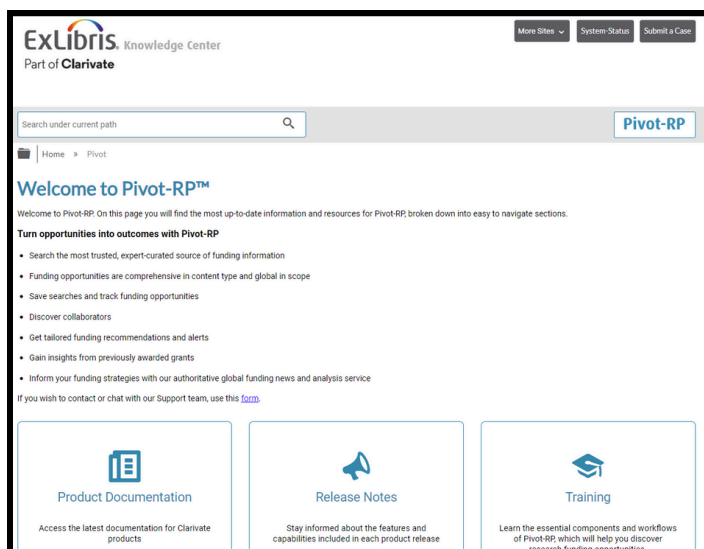 ExLibris. Knowledge Center
Part of Clarivate
More Sites
System-Status
Submit a Case
Search under current path
Pivot-RP
Home » Pivot
Welcome to Pivot-RP™
Welcome to Pivot-RP. On this page you will find the most up-to-date information and resources for Pivot-RP, broken down into easy to navigate sections.
Turn opportunities into outcomes with Pivot-RP
• Search the most trusted, expert-curated source of funding information
• Funding opportunities are comprehensive in content type and global in scope
• Save searches and track funding opportunities
• Discover collaborators
• Get tailored funding recommendations and alerts
• Gain insights from previously awarded grants
• Inform your funding strategies with our authoritative global funding news and analysis service
If you wish to contact or chat with our Support team, use this form.
Product Documentation
Access the latest documentation for Clarivate
products
Release Notes
Stay informed about the features and
capabilities included in each product release
Training
Learn the essential components and workflows
of Pivot-RP, which will help you discover
research funding opportunities